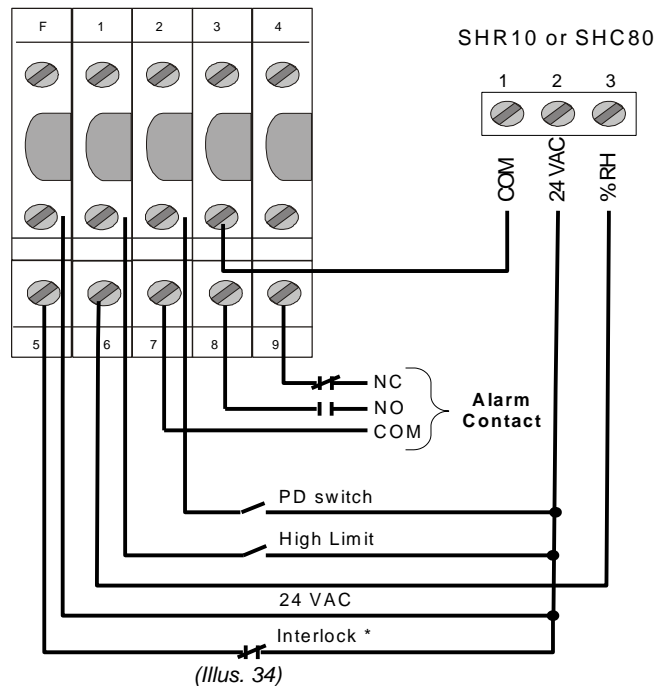 F 1 2 3 4
SHR10 or SHC80
1 2 3
COM
24 VAC
%RH
5 6 7 8 9
NC
NO
COM
Alarm
Contact
PD switch
High Limit
24 VAC
Interlock *
(Illus. 34)